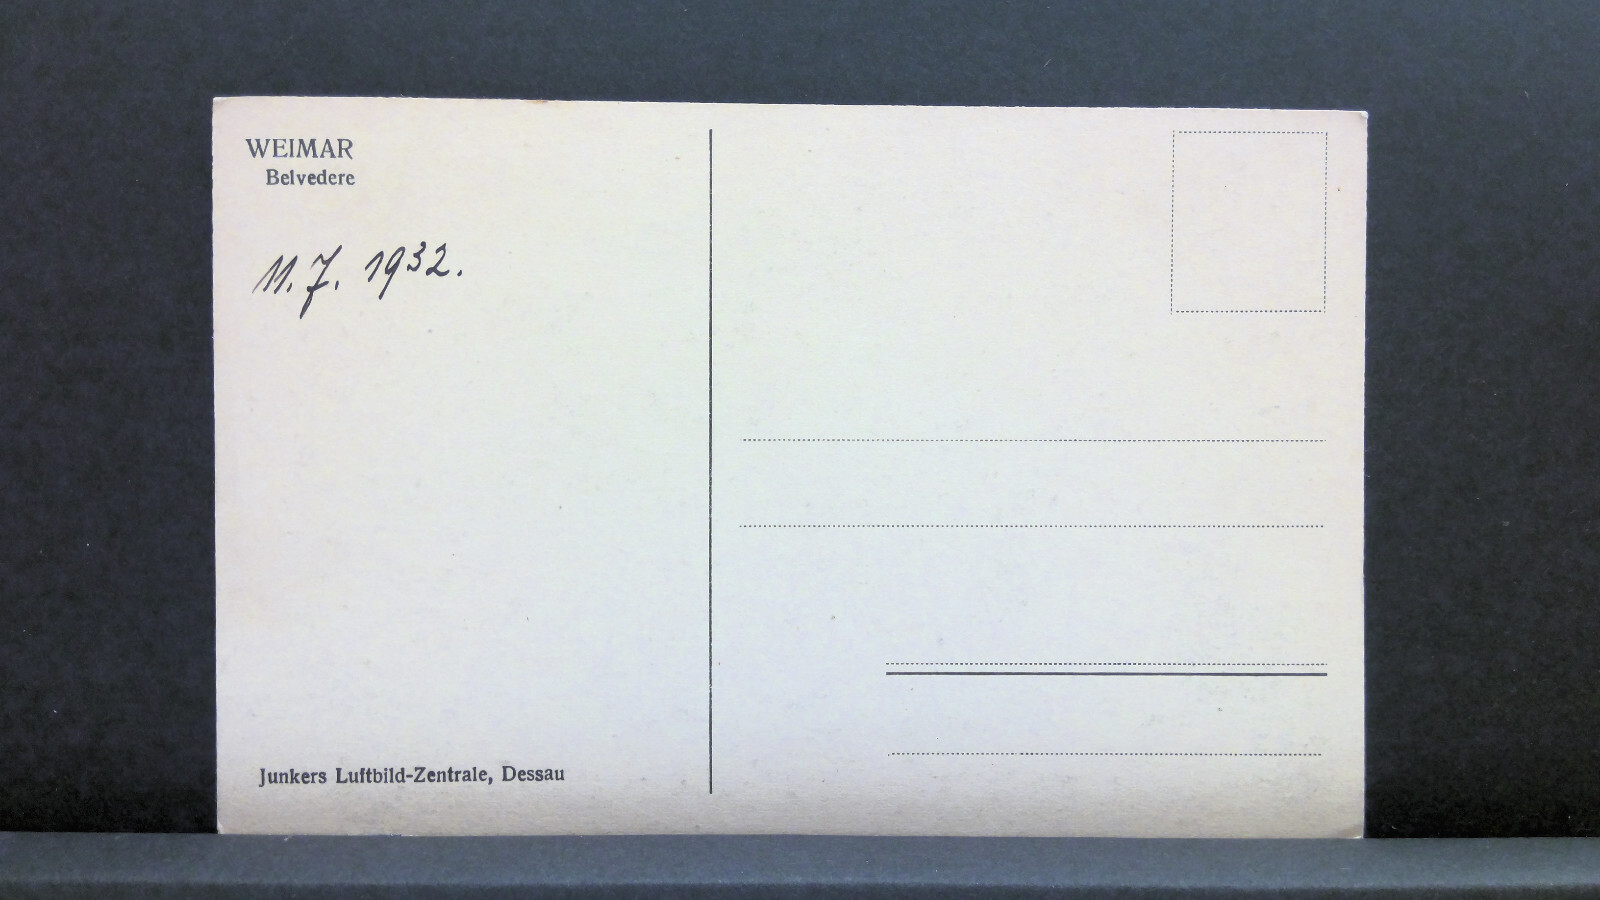 WEIMAR
Belvedere
11. 7. 1932.
Junkers Luftbild-Zentrale, Dessau